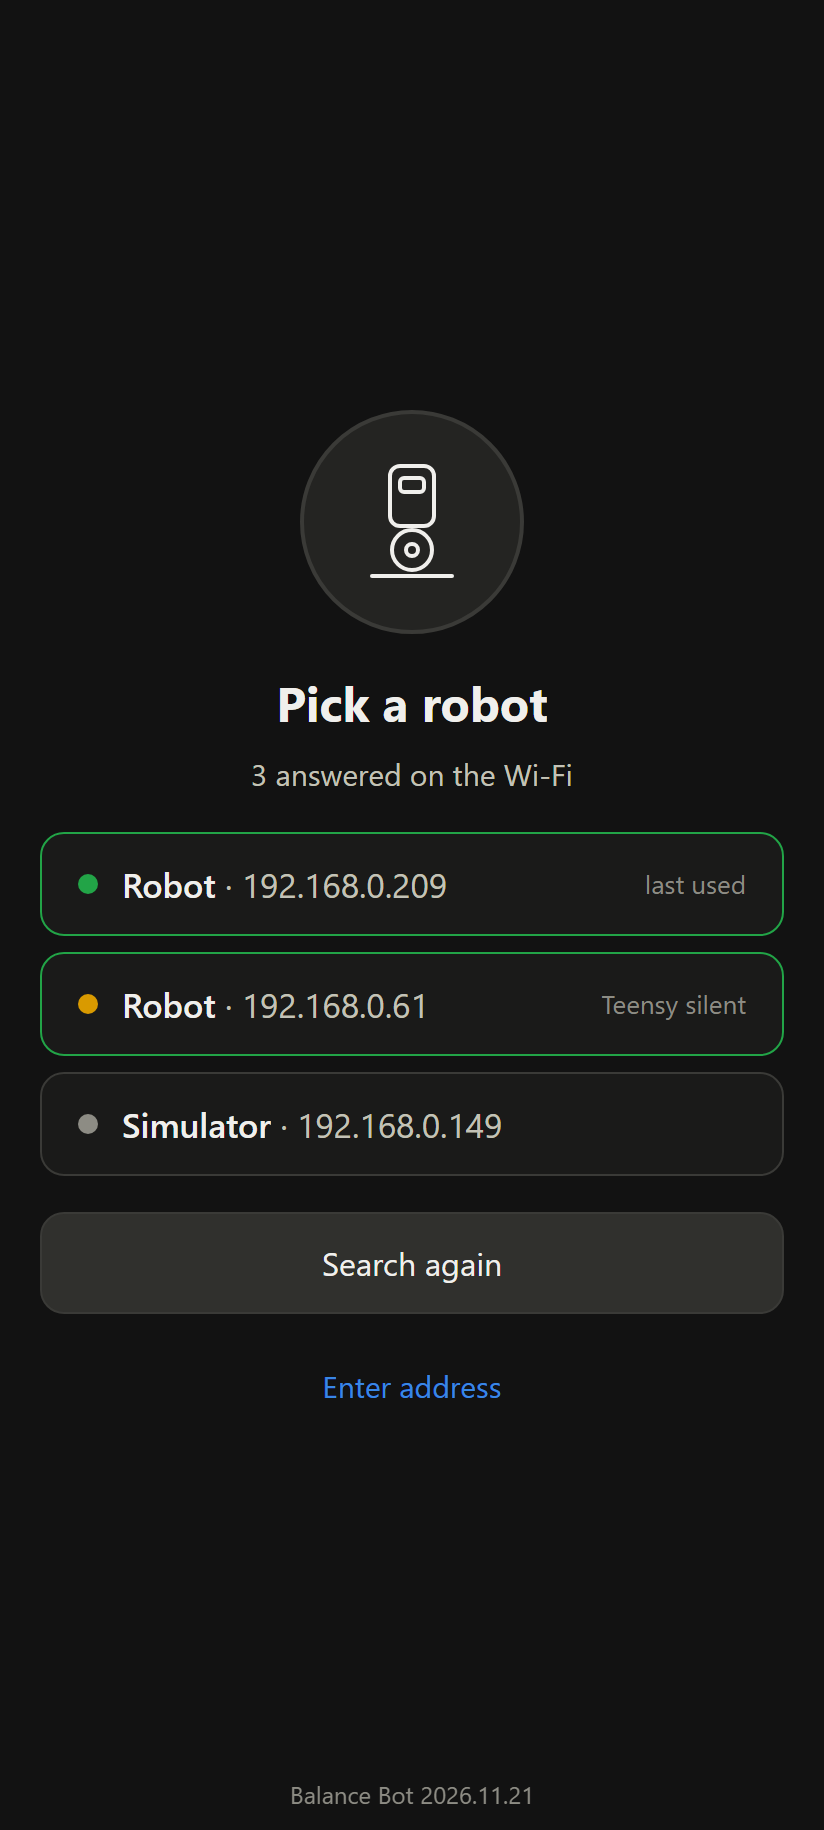 Pick a robot
3 answered on the Wi-Fi
Robot · 192.168.0.209 last used
Robot · 192.168.0.61 Teensy silent
Simulator · 192.168.0.149
Search again
Enter address
Balance Bot 2026.11.21